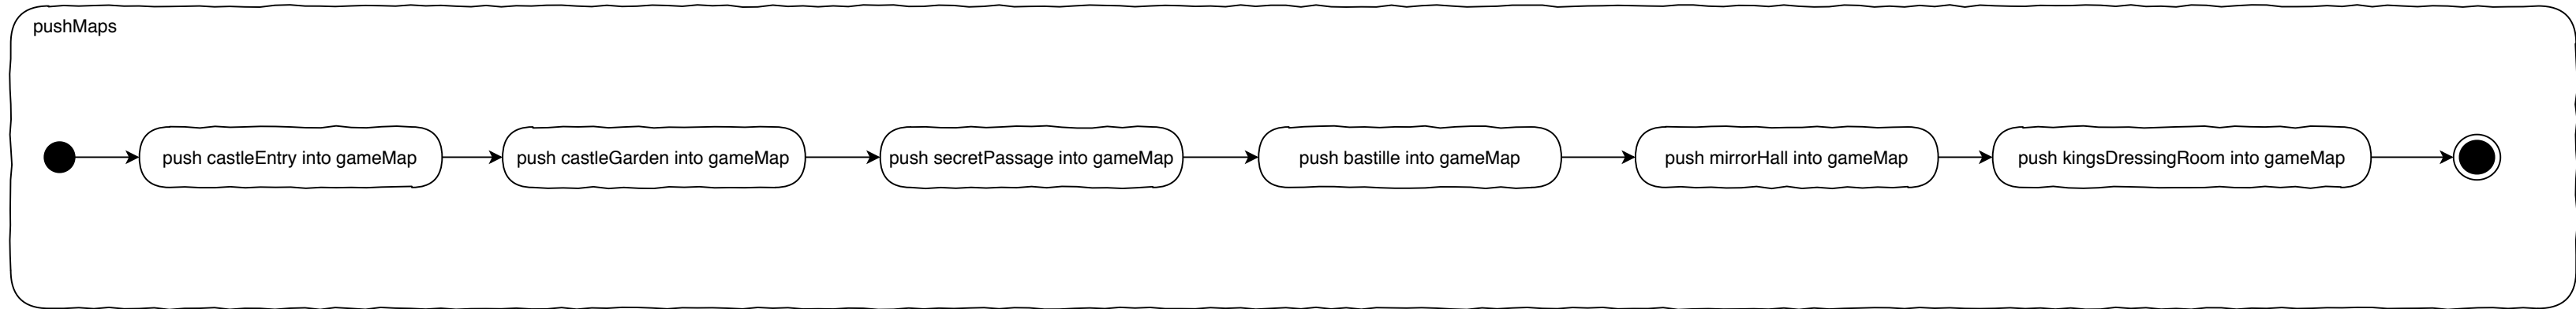 pushMaps
push castleEntry into gameMap
push castleGarden into gameMap
push secretPassage into gameMap
push bastille into gameMap
push mirrorHall into gameMap
push kingsDressingRoom into gameMap